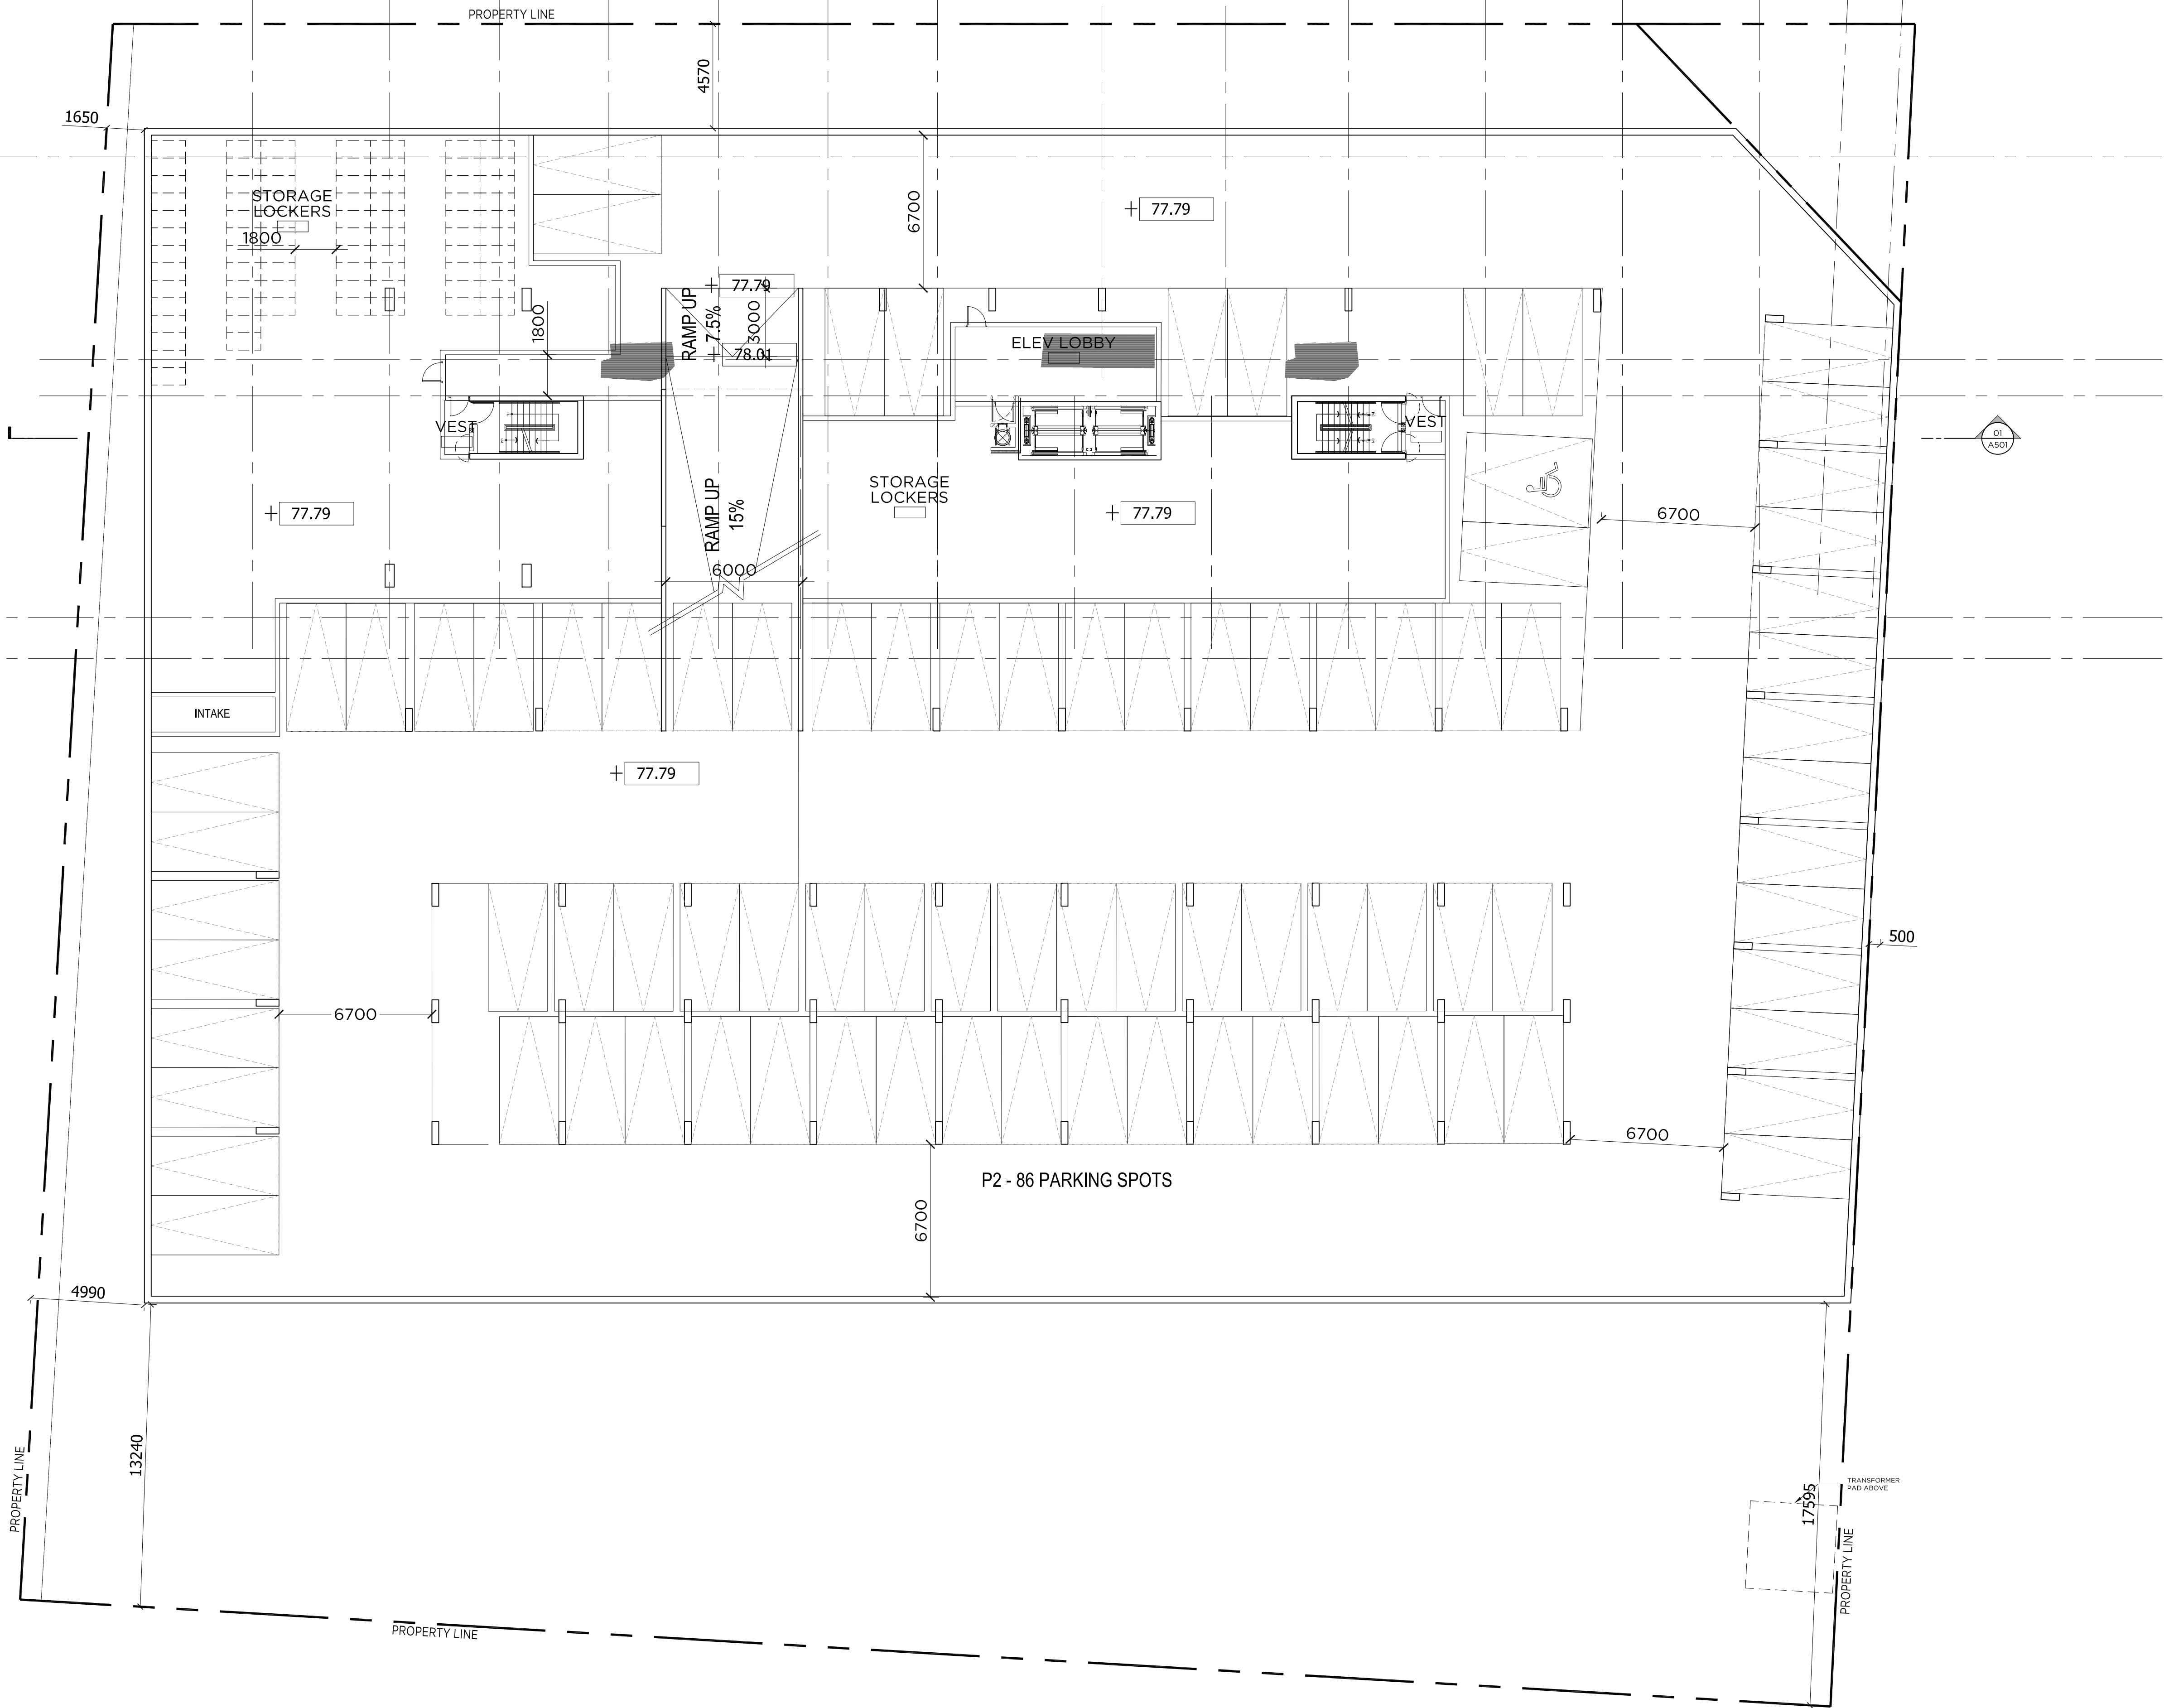 PROPERTY LINE
4570
1650
STORAGE
LOCKERS
1800
6700
77.79
77.79
RAMP UP
7.5%
3000
78.01
1800
ELEV LOBBY
VEST
VEST
01
A501
STORAGE
LOCKERS
RAMP UP
15%
77.79
77.79
6700
6000
INTAKE
77.79
500
6700
6700
P2 - 86 PARKING SPOTS
6700
4990
13240
PROPERTY LINE
TRANSFORMER
PAD ABOVE
17595
PROPERTY LINE
PROPERTY LINE